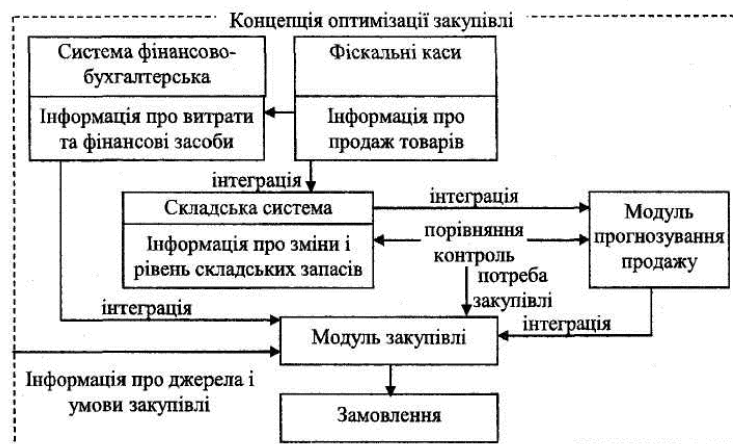 Концепція оптимізації закупівлі
Система фінансово-
бухгалтерська
Фіскальні каси
Інформація про витрати
та фінансові засоби
Інформація про
продаж товарів
інтеграція
Складська система
Інформація про зміни і
рівень складських запасів
інтеграція
порівняння
контроль
потреба
закупівлі
Модуль
прогнозування
продажу
інтеграція
інтеграція
Модуль закупівлі
Інформація про джерела і
умови закупівлі
Замовлення